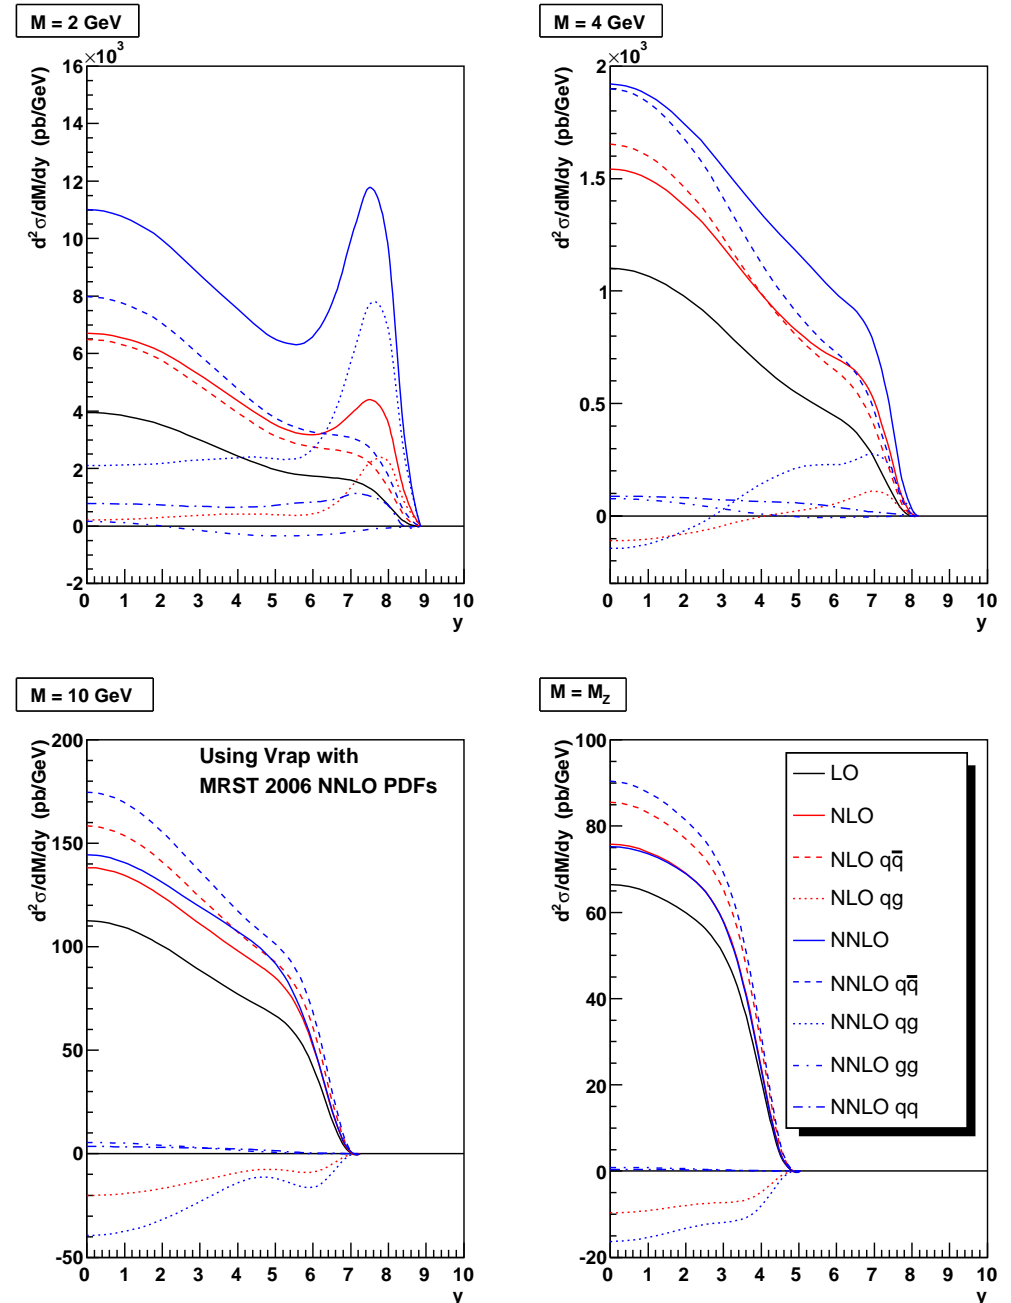 M = 2 GeV
×10³
d²σ/dM/dy (pb/GeV)
16
14
12
10
8
6
4
2
0
-2
0 1 2 3 4 5 6 7 8 9 10
y
M = 4 GeV
×10³
d²σ/dM/dy (pb/GeV)
2
1.5
1
0.5
0
0 1 2 3 4 5 6 7 8 9 10
y
M = 10 GeV
d²σ/dM/dy (pb/GeV)
Using Vrap with
MRST 2006 NNLO PDFs
200
150
100
50
0
-50
0 1 2 3 4 5 6 7 8 9 10
y
M = M_Z
d²σ/dM/dy (pb/GeV)
100
80
60
40
20
0
-20
0 1 2 3 4 5 6 7 8 9 10
y
LO
NLO
NLO qq̅
NLO qg
NNLO
NNLO qq̅
NNLO qg
NNLO gg
NNLO qq